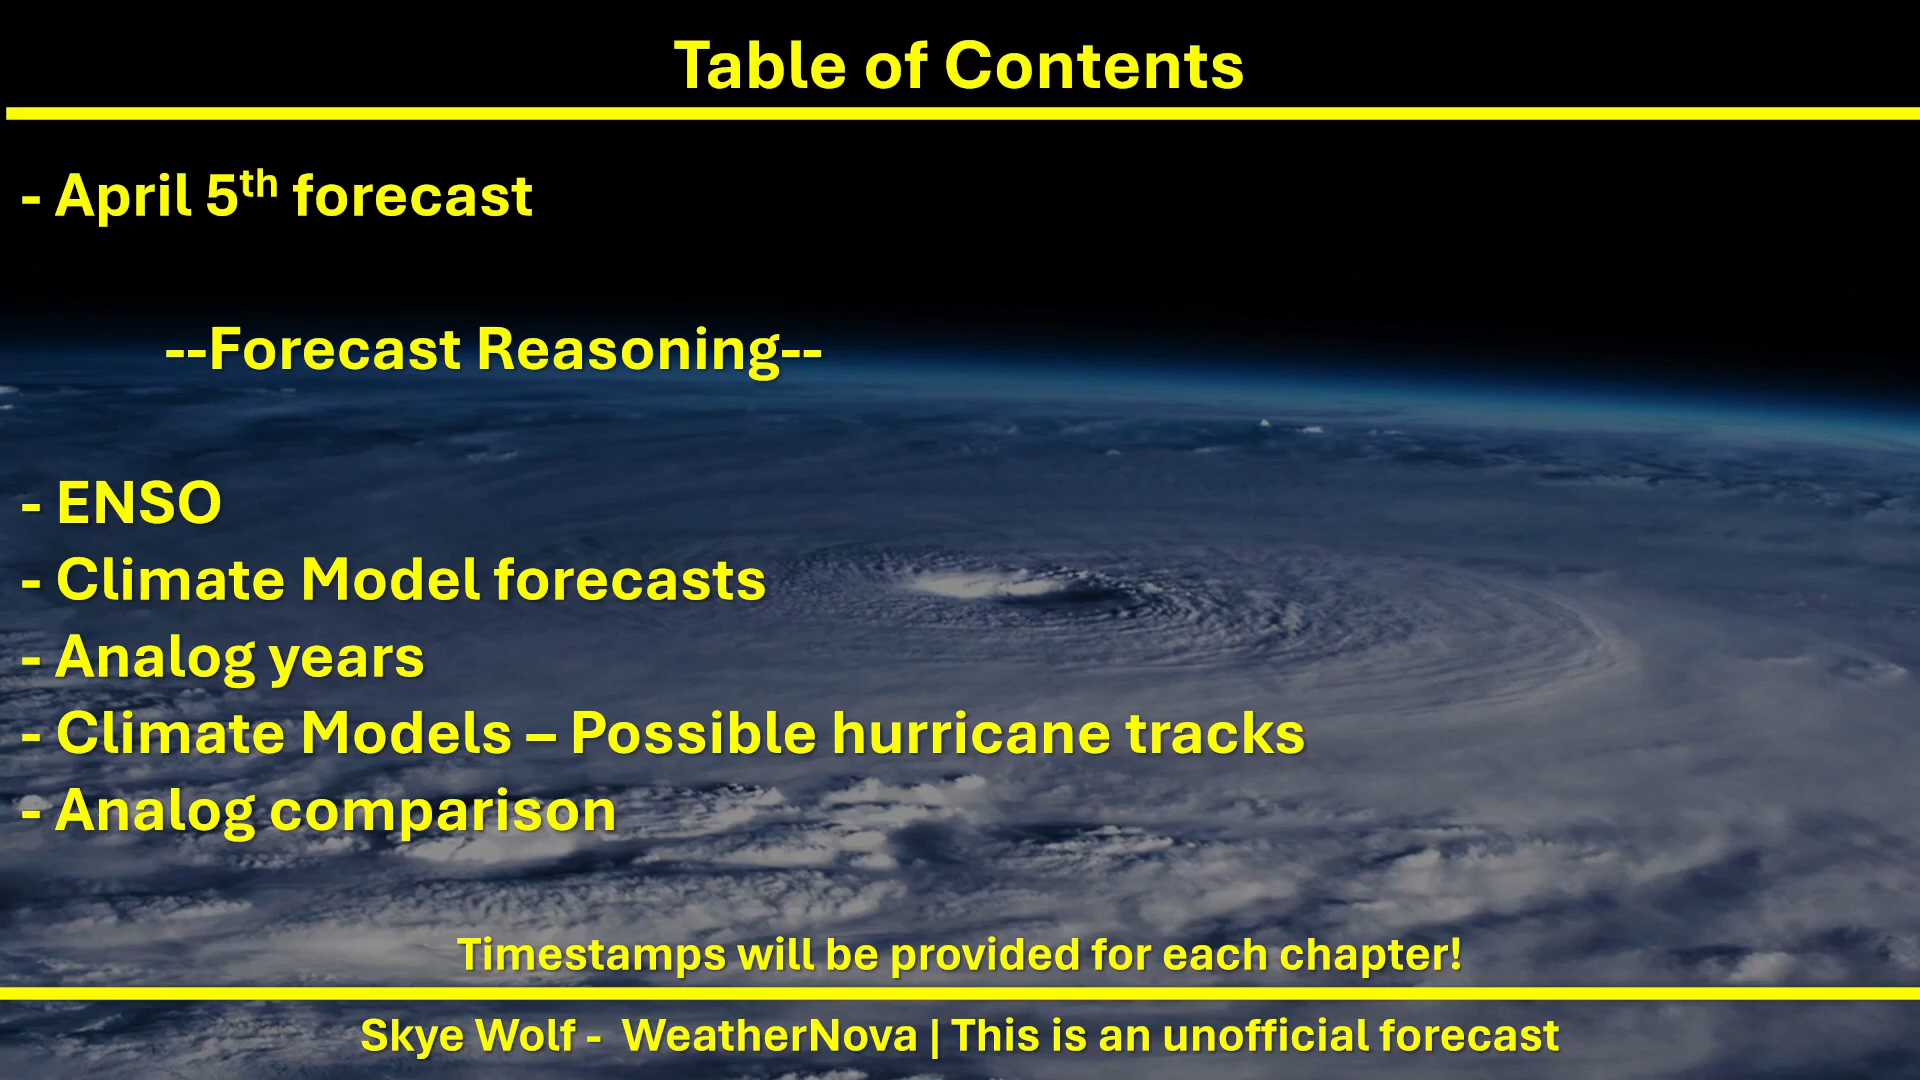 Table of Contents
- April 5th forecast
--Forecast Reasoning--
- ENSO
- Climate Model forecasts
- Analog years
- Climate Models – Possible hurricane tracks
- Analog comparison
Timestamps will be provided for each chapter!
Skye Wolf -  WeatherNova | This is an unofficial forecast